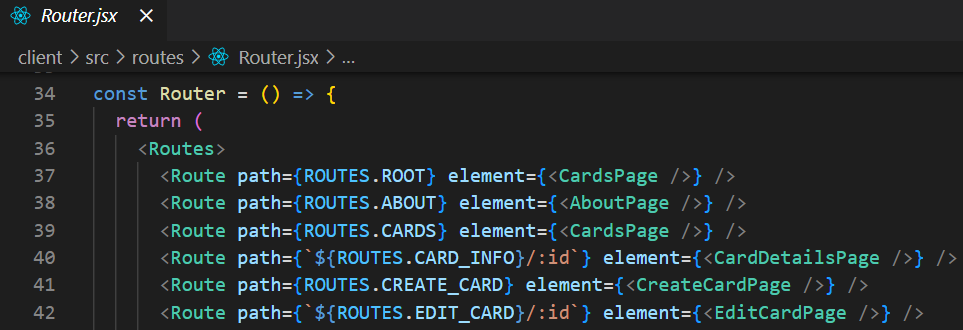 Router.jsx ×
client > src > routes > Router.jsx > ...
34 const Router = () => {
35 return (
36 <Routes>
37 <Route path={ROUTES.ROOT} element={<CardsPage />} />
38 <Route path={ROUTES.ABOUT} element={<AboutPage />} />
39 <Route path={ROUTES.CARDS} element={<CardsPage />} />
40 <Route path={`${ROUTES.CARD_INFO}/:id`} element={<CardDetailsPage />} />
41 <Route path={ROUTES.CREATE_CARD} element={<CreateCardPage />} />
42 <Route path={`${ROUTES.EDIT_CARD}/:id`} element={<EditCardPage />} />